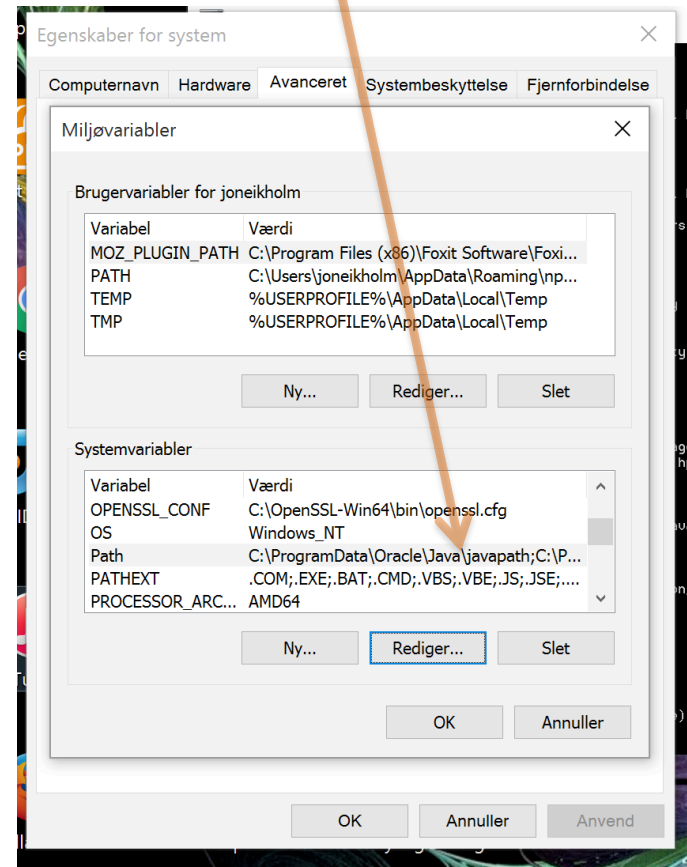 Egenskaber for system
Computernavn Hardware Avanceret Systembeskyttelse Fjernforbindelse
Miljøvariabler
Brugervariabler for joneikholm
Variabel Værdi
MOZ_PLUGIN_PATH C:\Program Files (x86)\Foxit Software\Foxi...
PATH C:\Users\joneikholm\AppData\Roaming\np...
TEMP %USERPROFILE%\AppData\Local\Temp
TMP %USERPROFILE%\AppData\Local\Temp
Ny... Rediger... Slet
Systemvariabler
Variabel Værdi
OPENSSL_CONF C:\OpenSSL-Win64\bin\openssl.cfg
OS Windows_NT
Path C:\ProgramData\Oracle\Java\javapath;C:\P...
PATHEXT .COM;.EXE;.BAT;.CMD;.VBS;.VBE;.JS;.JSE;....
PROCESSOR_ARC... AMD64
Ny... Rediger... Slet
OK Annuller
OK Annuller Anvend